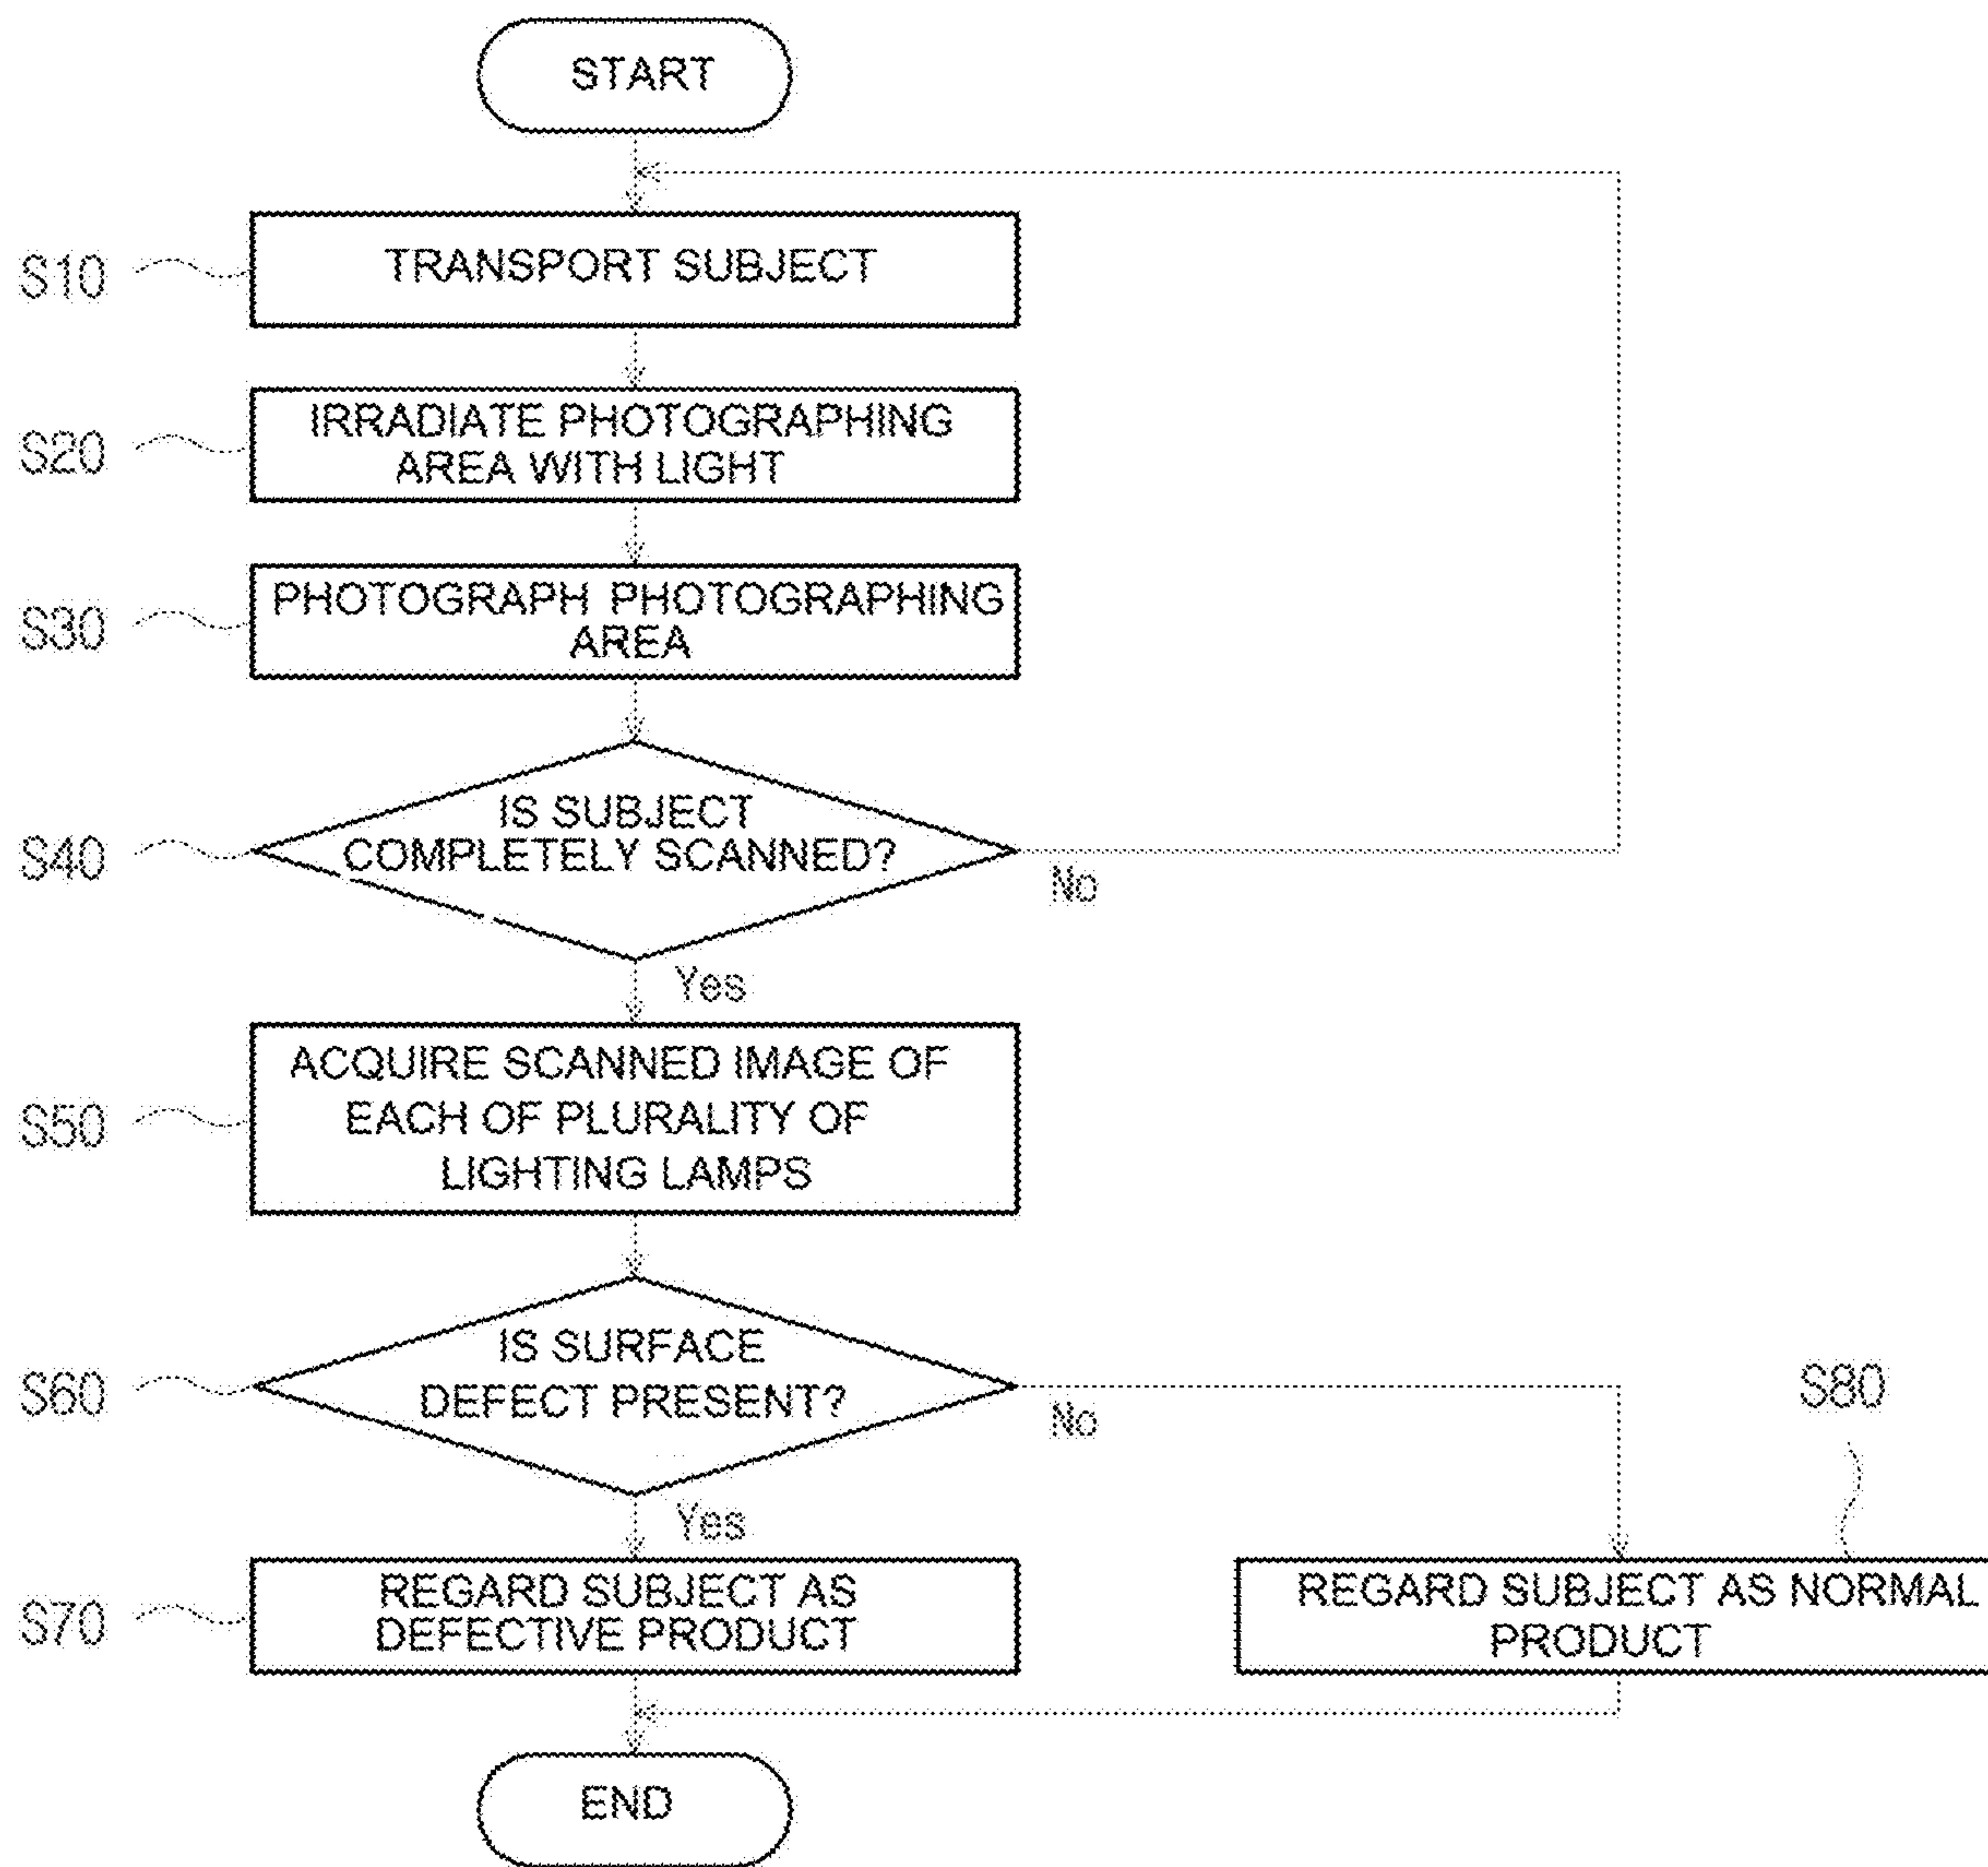 START
S10
TRANSPORT SUBJECT
S20
IRRADIATE PHOTOGRAPHING
AREA WITH LIGHT
S30
PHOTOGRAPH PHOTOGRAPHING
AREA
S40
IS SUBJECT
COMPLETELY SCANNED?
No
Yes
S50
ACQUIRE SCANNED IMAGE OF
EACH OF PLURALITY OF
LIGHTING LAMPS
S60
IS SURFACE
DEFECT PRESENT?
No
S80
Yes
S70
REGARD SUBJECT AS
DEFECTIVE PRODUCT
REGARD SUBJECT AS NORMAL
PRODUCT
END